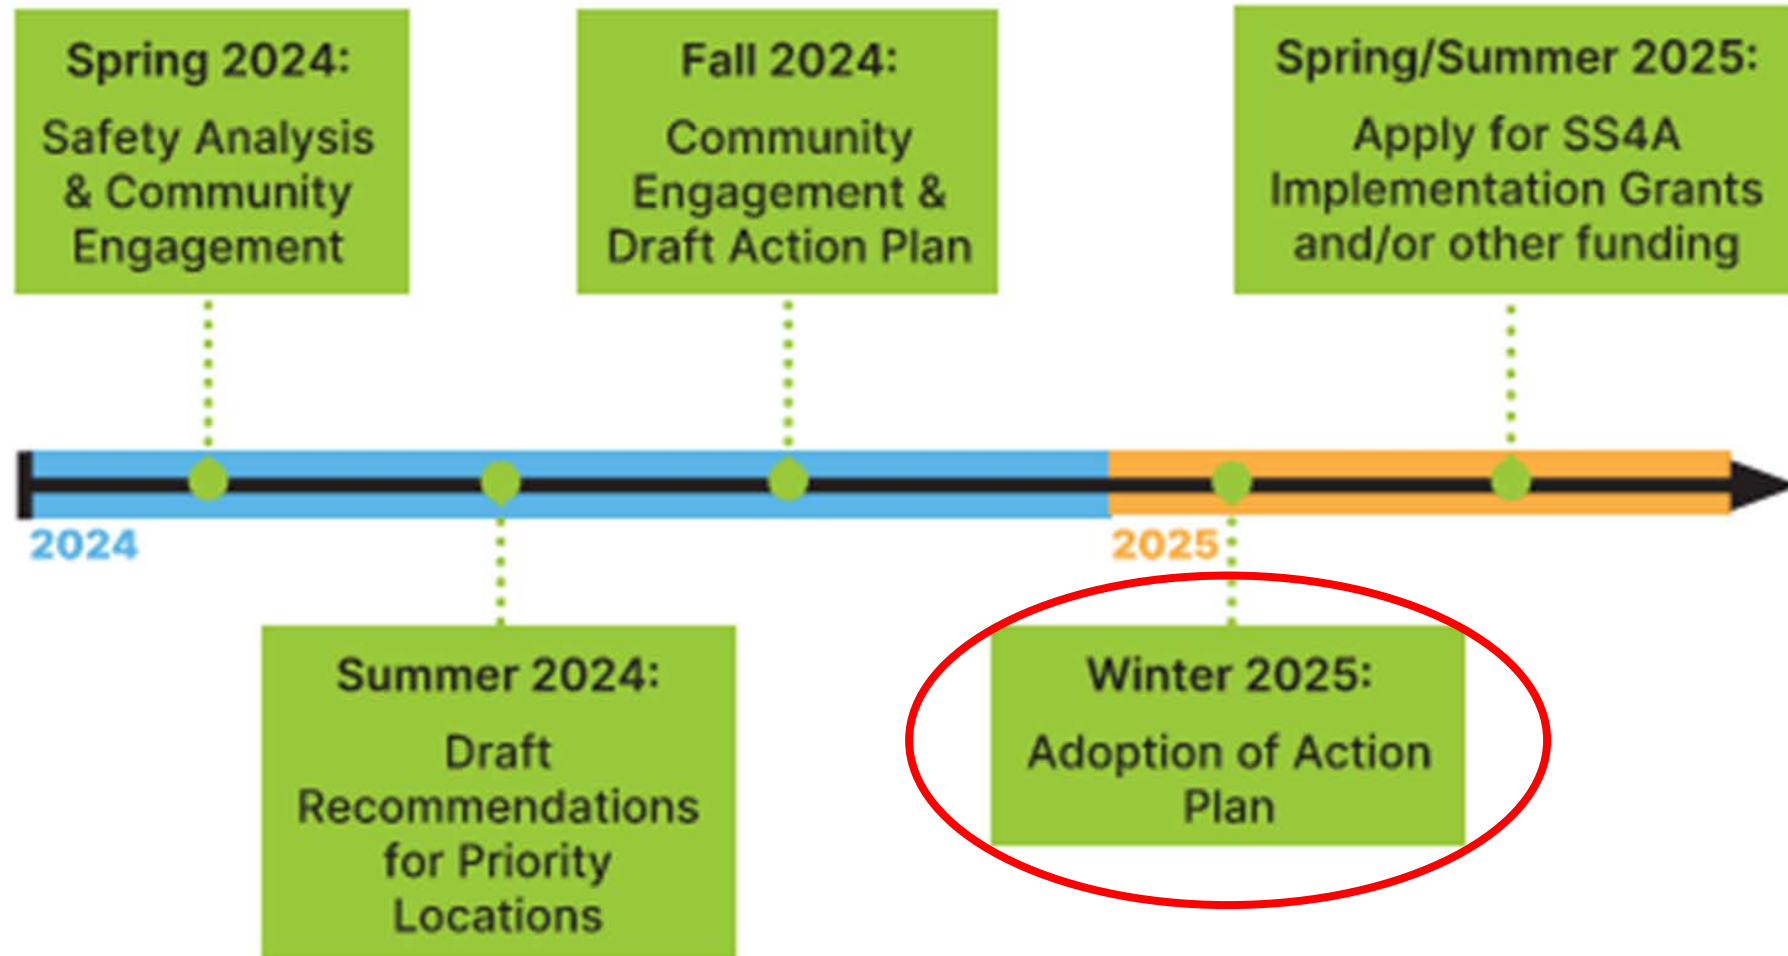 Spring 2024:
Safety Analysis
& Community
Engagement
Fall 2024:
Community
Engagement &
Draft Action Plan
Spring/Summer 2025:
Apply for SS4A
Implementation Grants
and/or other funding
2024
2025
Summer 2024:
Draft
Recommendations
for Priority
Locations
Winter 2025:
Adoption of Action
Plan